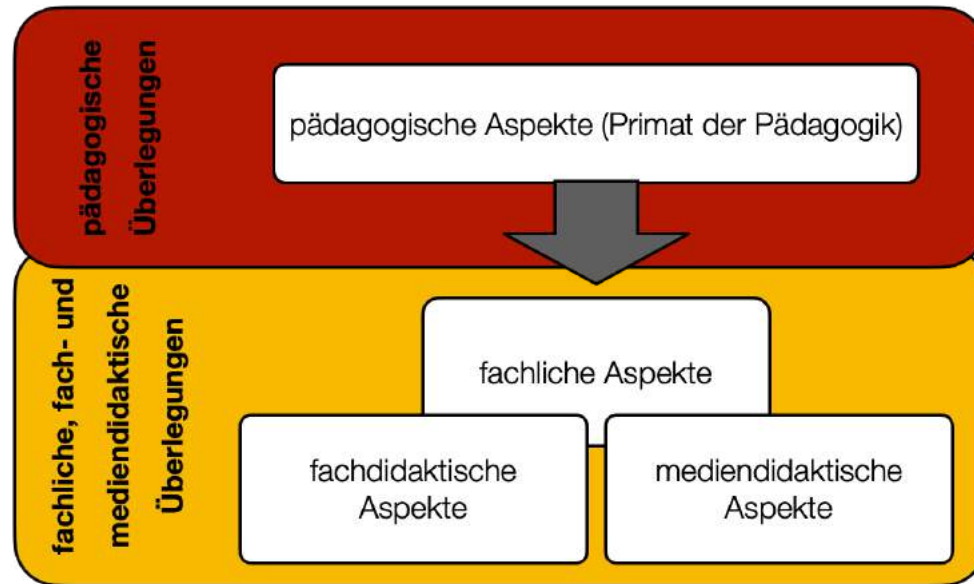 pädagogische
Überlegungen
pädagogische Aspekte (Primat der Pädagogik)
fachliche, fach- und
mediendidaktische
Überlegungen
fachliche Aspekte
fachdidaktische
Aspekte
mediendidaktische
Aspekte